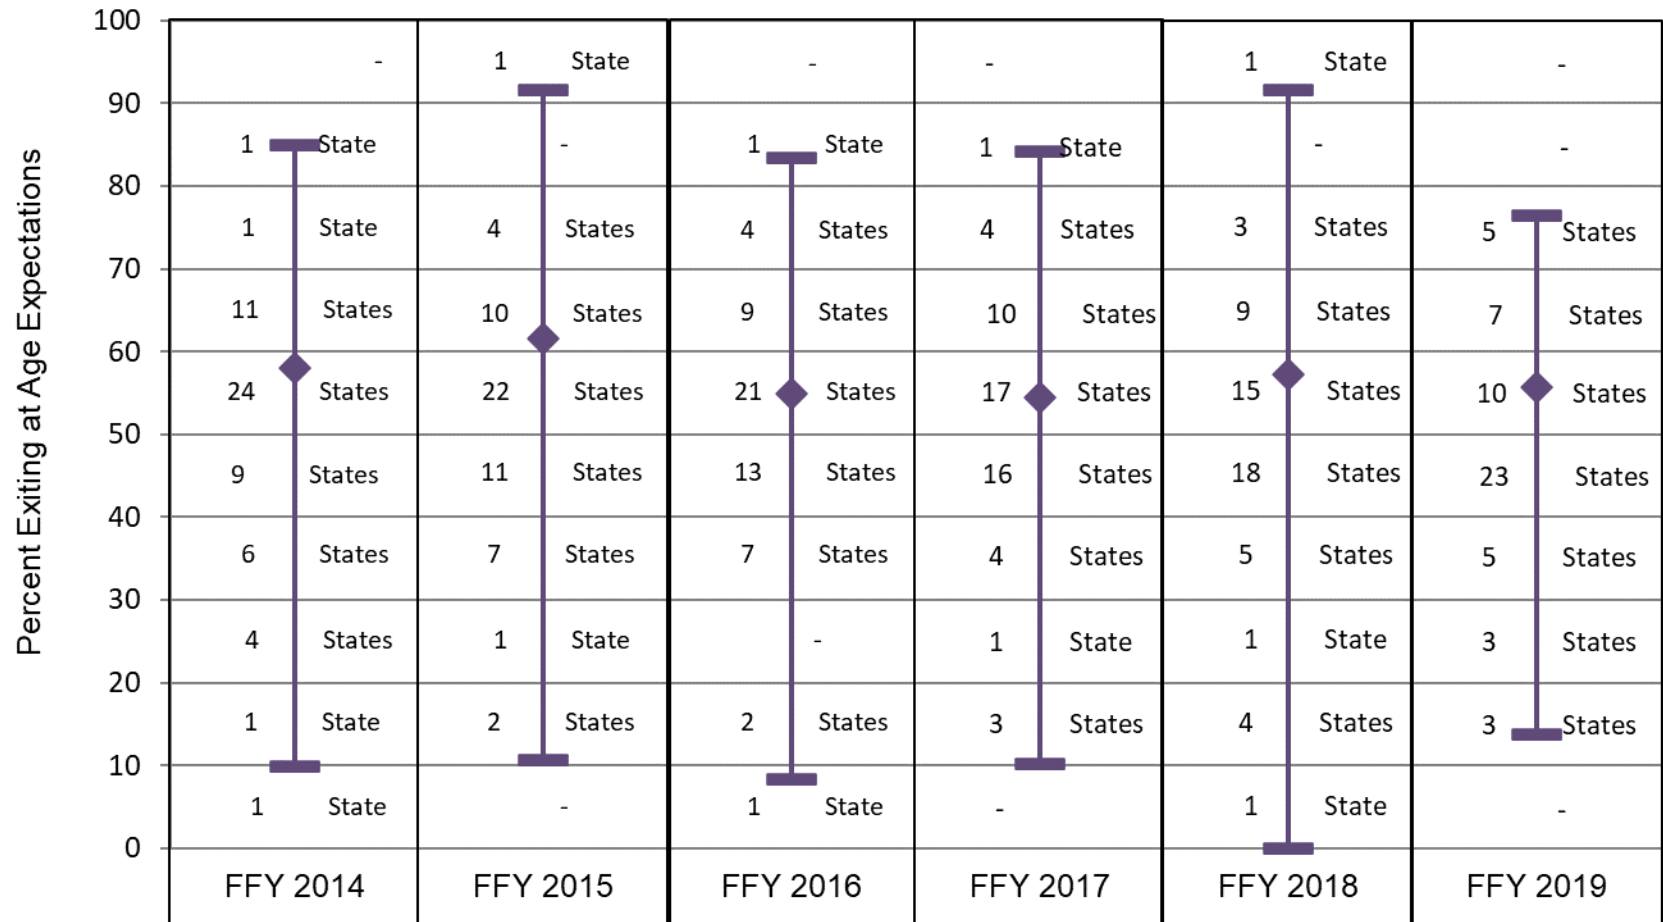 Percent Exiting at Age Expectations
100
- 1 State - - 1 State -
90
1 State - 1 State 1 State - -
80
1 State 4 States 4 States 4 States 3 States 5 States
70
11 States 10 States 9 States 10 States 9 States 7 States
60
24 States 22 States 21 States 17 States 15 States 10 States
50
9 States 11 States 13 States 16 States 18 States 23 States
40
6 States 7 States 7 States 4 States 5 States 5 States
30
4 States 1 State - 1 State 1 State 3 States
20
1 State 2 States 2 States 3 States 4 States 3 States
10
1 State - 1 State - 1 State -
0
FFY 2014 FFY 2015 FFY 2016 FFY 2017 FFY 2018 FFY 2019